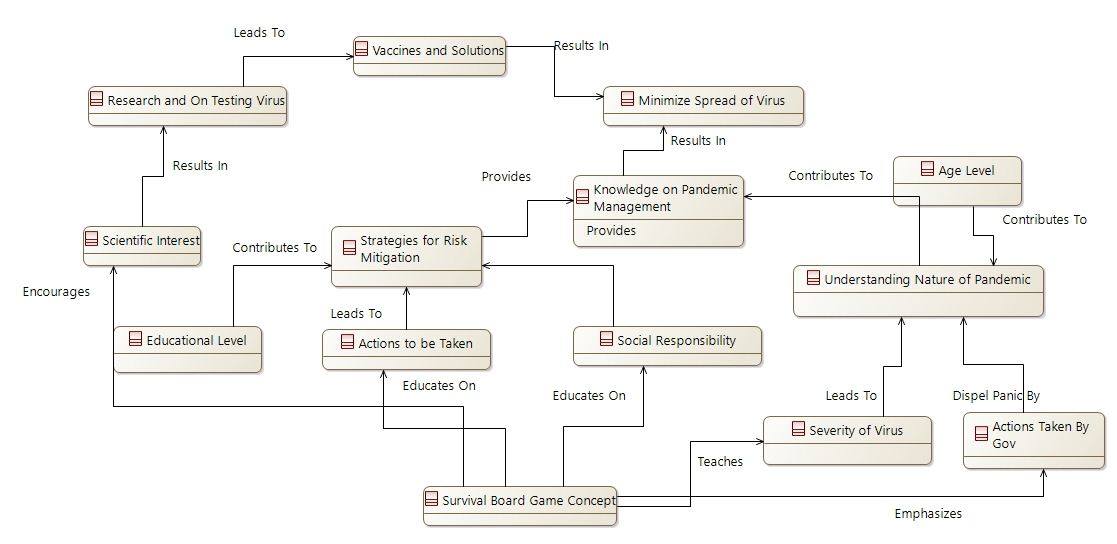 Leads To
Vaccines and Solutions
Results In
Research and On Testing Virus
Minimize Spread of Virus
Results In
Results In
Provides
Knowledge on Pandemic
Management
Provides
Contributes To
Age Level
Contributes To
Scientific Interest
Contributes To
Strategies for Risk
Mitigation
Understanding Nature of Pandemic
Encourages
Leads To
Educational Level
Actions to be Taken
Social Responsibility
Educates On
Educates On
Leads To
Dispel Panic By
Severity of Virus
Actions Taken By
Gov
Teaches
Survival Board Game Concept
Emphasizes